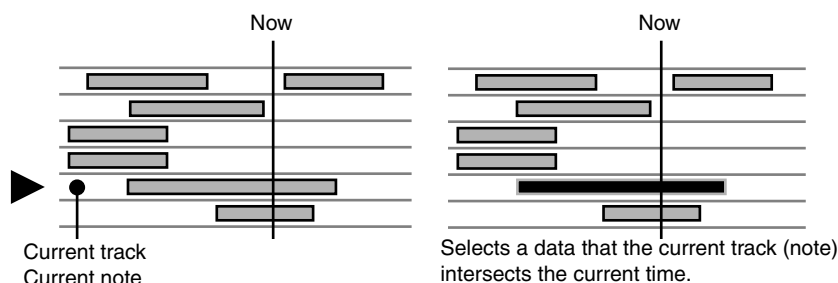 Now
Now
Current track
Current note
Selects a data that the current track (note)
intersects the current time.